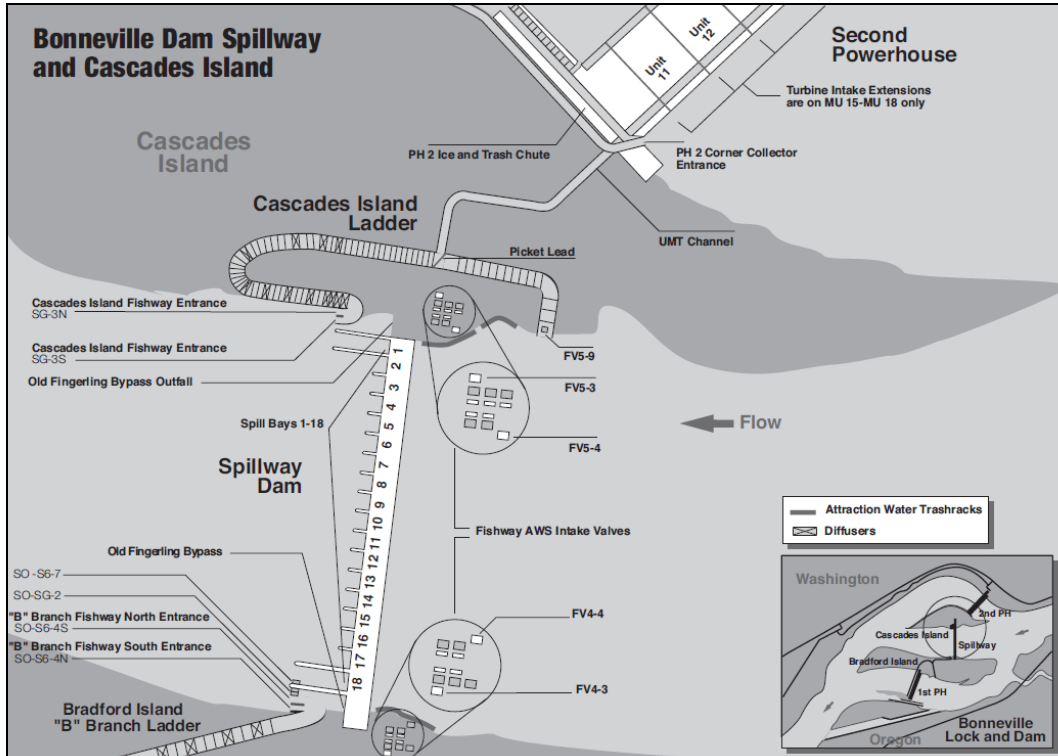 Bonneville Dam Spillway
and Cascades Island
Unit
12
Unit
11
Second
Powerhouse
Turbine Intake Extensions
are on MU 15-MU 18 only
Cascades
Island
PH 2 Ice and Trash Chute
PH 2 Corner Collector
Entrance
Cascades Island
Ladder
UMT Channel
Picket Lead
Cascades Island Fishway Entrance
SG-3N
Cascades Island Fishway Entrance
SG-3S
Old Fingerling Bypass Outfall
FV5-9
FV5-3
FV5-4
Spill Bays 1-18
Flow
Spillway
Dam
1
2
3
4
5
6
7
8
9
10
11
12
13
14
15
16
17
18
Fishway AWS Intake Valves
Old Fingerling Bypass
SO -S6-7
SO-SG-2
"B" Branch Fishway North Entrance
SO-S6-4S
"B" Branch Fishway South Entrance
SO-S6-4N
FV4-4
FV4-3
Bradford Island
"B" Branch Ladder
Attraction Water Trashracks
Diffusers
Washington
2nd PH
Cascades Island
Spillway
Bradford Island
1st PH
Oregon
Bonneville
Lock and Dam